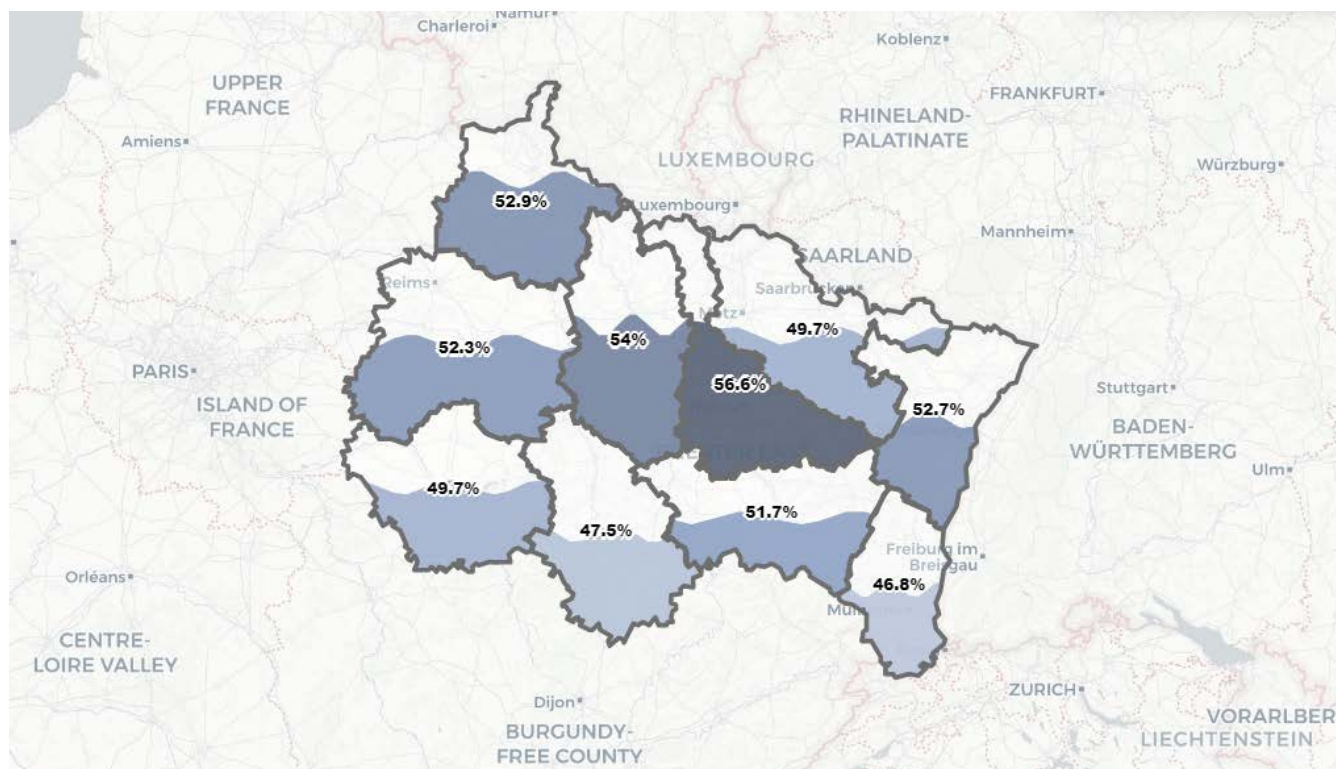 Namur
Charleroi
Koblenz
UPPER
FRANCE
FRANKFURT
RHINELAND-
PALATINATE
Amiens
LUXEMBOURG
Würzburg
52.9%
Luxembourg
Mannheim
SAARLAND
Reims
Saarbrücken
Metz
49.7%
54%
52.3%
PARIS
56.6%
Stuttgart
ISLAND OF
FRANCE
52.7%
BADEN-
WÜRTTEMBERG
Ulm
49.7%
51.7%
47.5%
Freiburg im
Breisgau
Orléans
46.8%
CENTRE-
LOIRE VALLEY
ZURICH
Dijon
VORARLBER
BURGUNDY-
FREE COUNTY
LIECHTENSTEIN